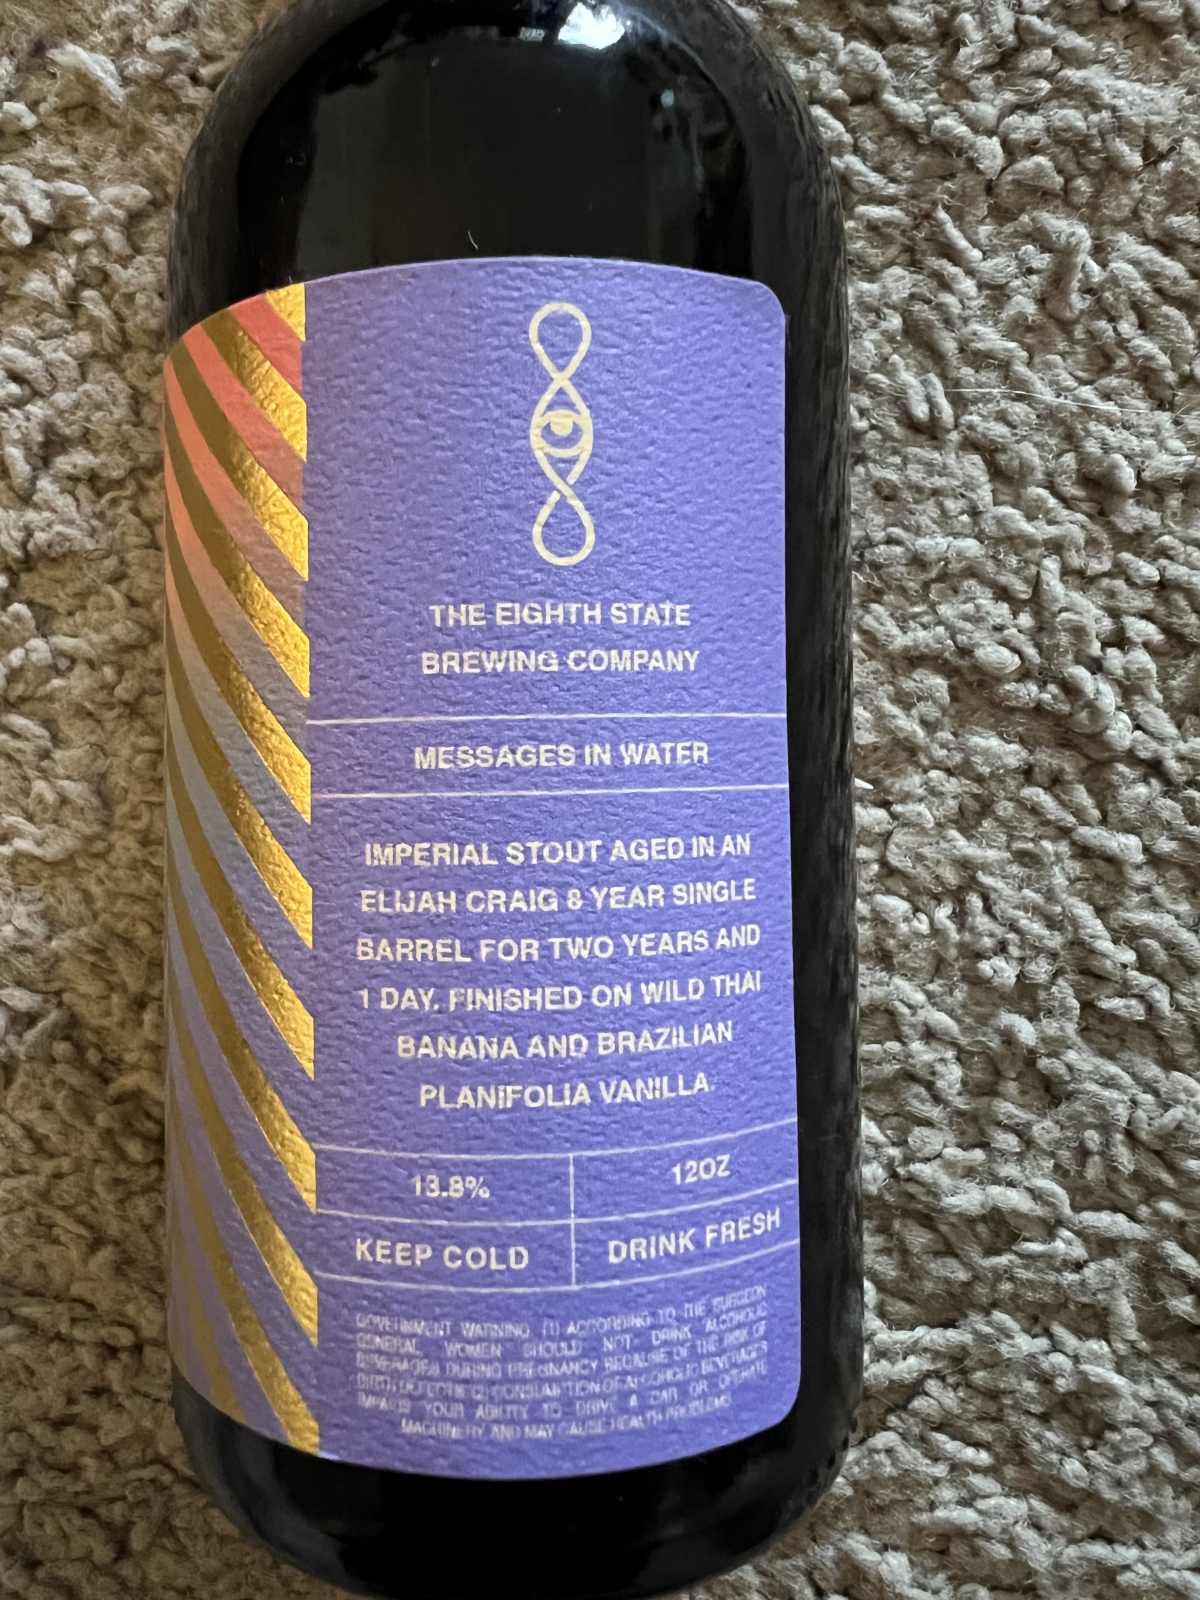 THE EIGHTH STATE
BREWING COMPANY
MESSAGES IN WATER
IMPERIAL STOUT AGED IN AN
ELIJAH CRAIG 8 YEAR SINGLE
BARREL FOR TWO YEARS AND
1 DAY. FINISHED ON WILD THAI
BANANA AND BRAZILIAN
PLANIFOLIA VANILLA.
13.8%
12OZ
KEEP COLD
DRINK FRESH
GOVERNMENT WARNING (1) ACCORDING TO THE SURGEON
GENERAL WOMEN SHOULD NOT DRINK ALCOHOLIC
BEVERAGES DURING PREGNANCY BECAUSE OF THE RISK OF
BIRTH DEFECTS (2) CONSUMPTION OF ALCOHOLIC BEVERAGES
IMPAIRS YOUR ABILITY TO DRIVE A CAR OR OPERATE
MACHINERY, AND MAY CAUSE HEALTH PROBLEMS